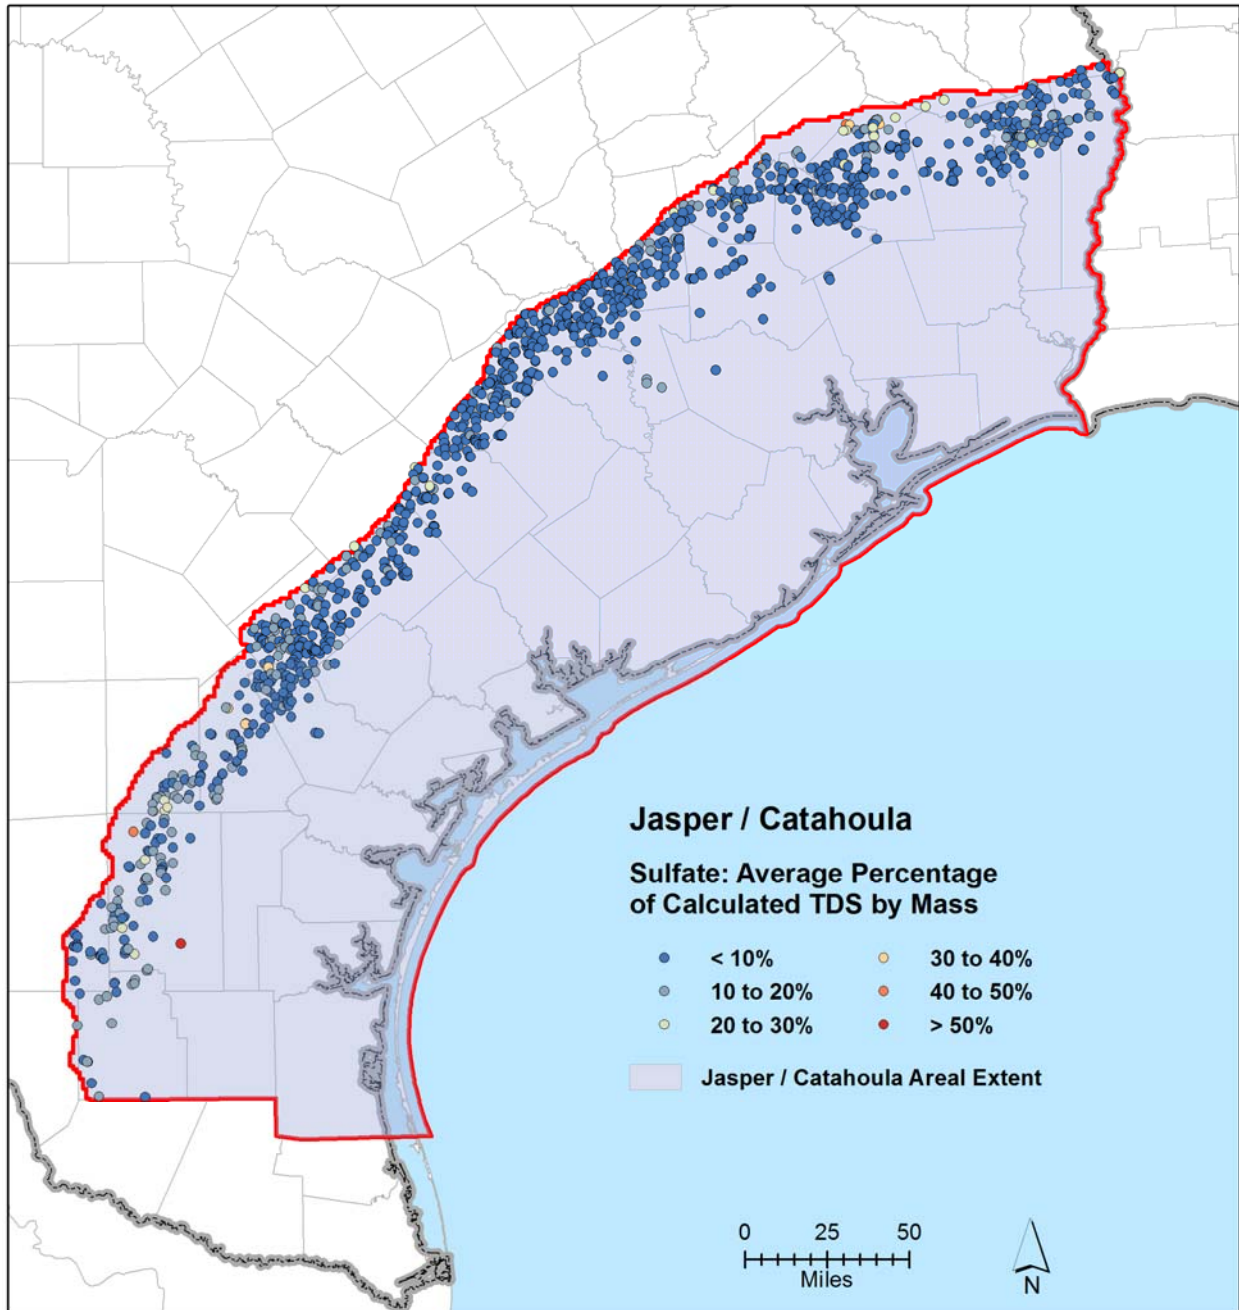 Jasper / Catahoula
Sulfate: Average Percentage
of Calculated TDS by Mass
< 10%
30 to 40%
10 to 20%
40 to 50%
20 to 30%
> 50%
Jasper / Catahoula Areal Extent
0 25 50
Miles
N